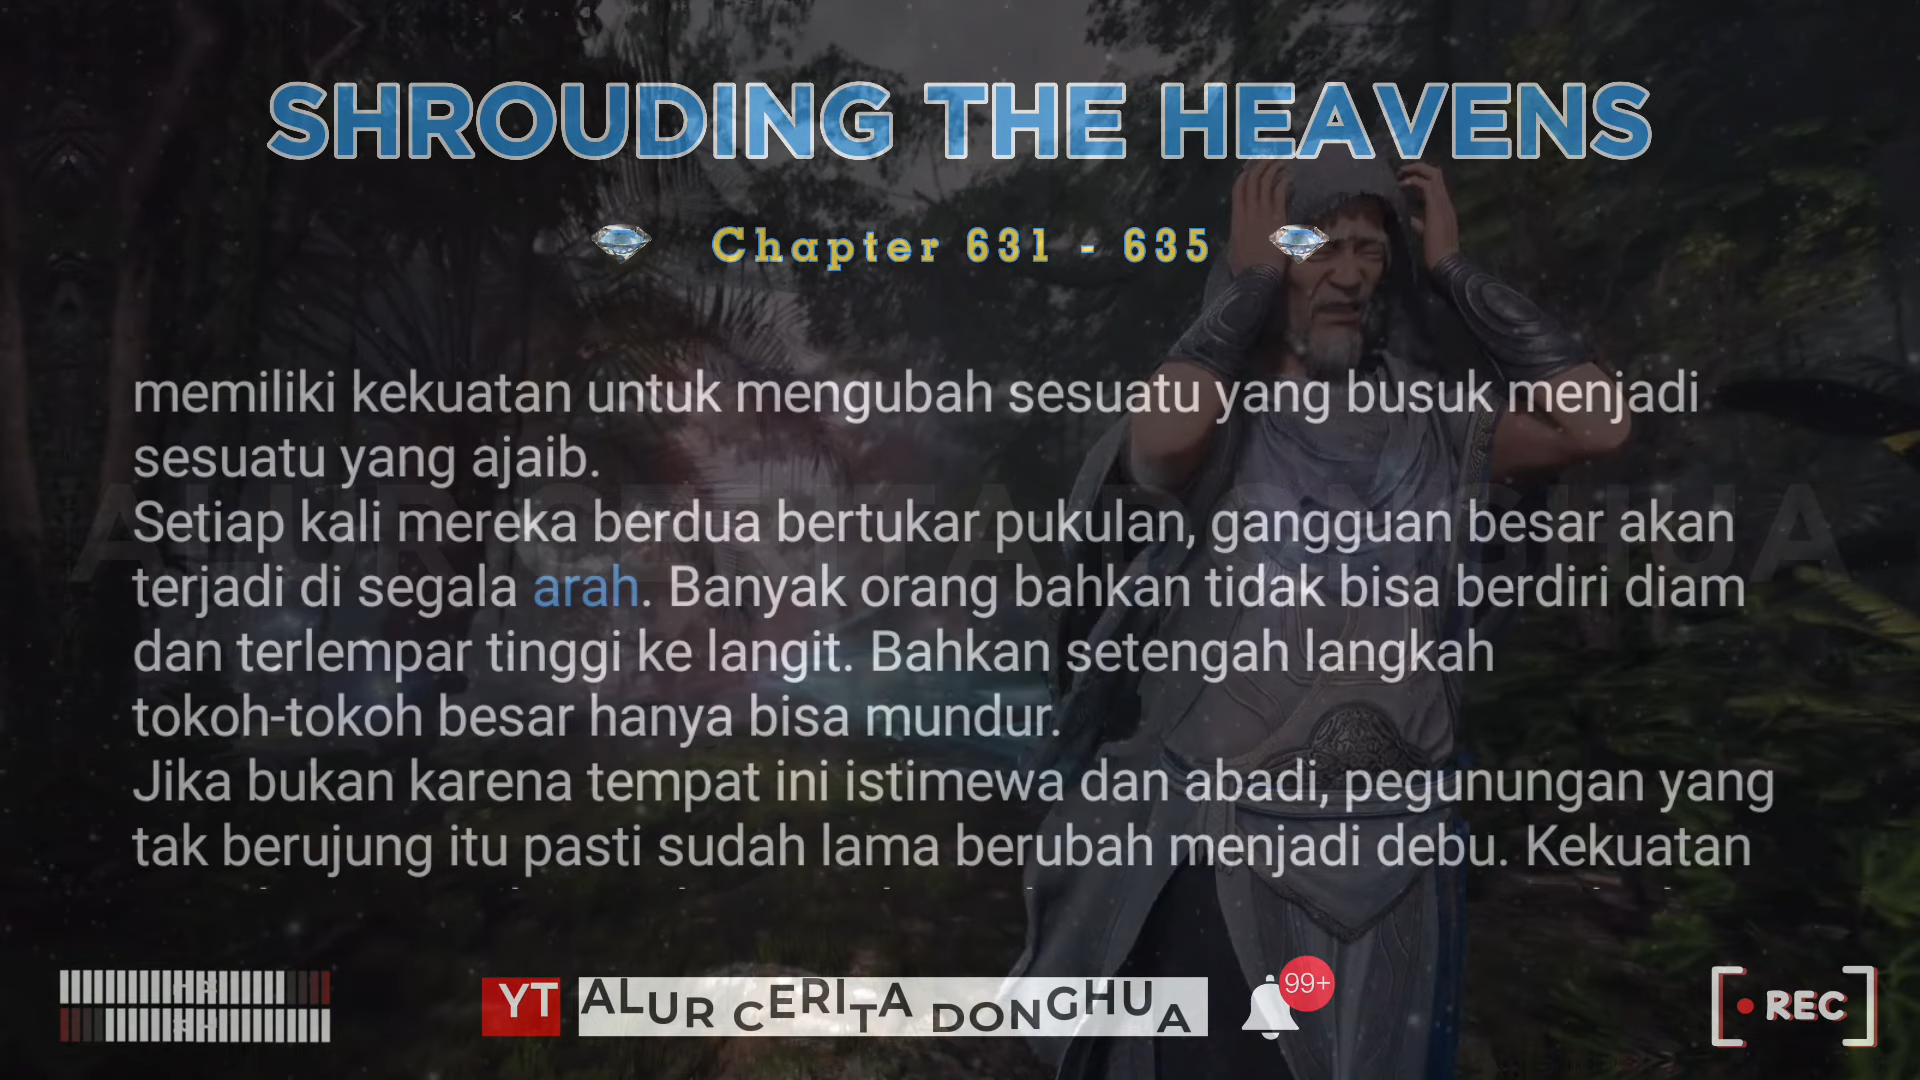 SHROUDING THE HEAVENS
Chapter 631 - 635
memiliki kekuatan untuk mengubah sesuatu yang busuk menjadi
sesuatu yang ajaib.
Setiap kali mereka berdua bertukar pukulan, gangguan besar akan
terjadi di segala arah. Banyak orang bahkan tidak bisa berdiri diam
dan terlempar tinggi ke langit. Bahkan setengah langkah
tokoh-tokoh besar hanya bisa mundur.
Jika bukan karena tempat ini istimewa dan abadi, pegunungan yang
tak berujung itu pasti sudah lama berubah menjadi debu. Kekuatan
ALUR CERITA DONGHUA
YT ALUR CERITA DONGHUA
99+
REC